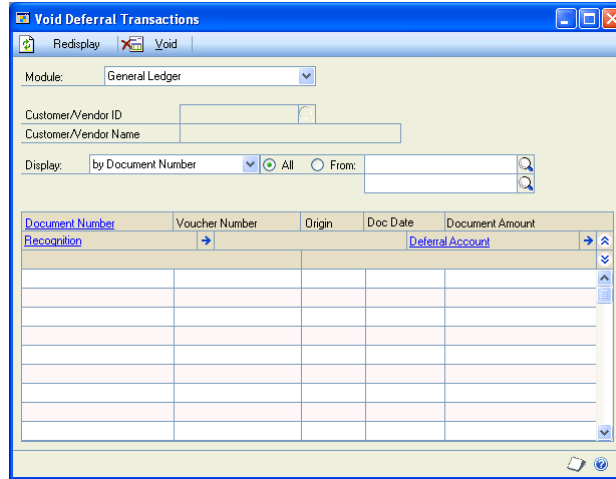 Void Deferral Transactions
Redisplay Void
Module: General Ledger
Customer/Vendor ID
Customer/Vendor Name
Display: by Document Number All From:
Document Number Voucher Number Origin Doc Date Document Amount
Recognition Deferral Account